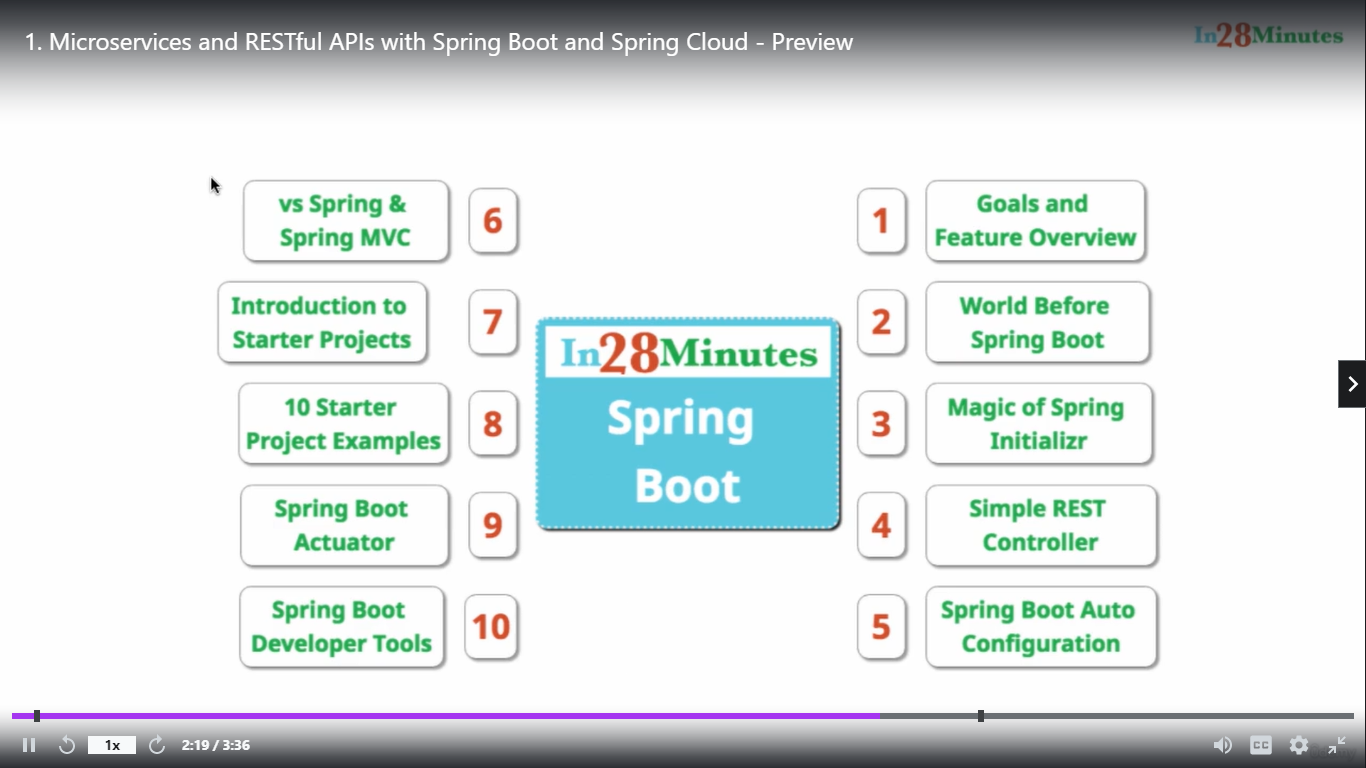 1. Microservices and RESTful APIs with Spring Boot and Spring Cloud - Preview
In28Minutes
vs Spring &
Spring MVC
6
Introduction to
Starter Projects
7
10 Starter
Project Examples
8
Spring Boot
Actuator
9
Spring Boot
Developer Tools
10
In28Minutes
Spring
Boot
1
Goals and
Feature Overview
2
World Before
Spring Boot
3
Magic of Spring
Initializr
4
Simple REST
Controller
5
Spring Boot Auto
Configuration
1x
2:19 / 3:36
CC